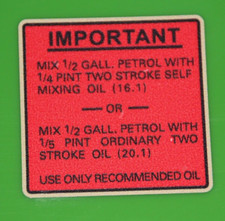 IMPORTANT
MIX 1/2 GALL. PETROL WITH
1/4 PINT TWO STROKE SELF
MIXING OIL (16.1)
— OR —
MIX 1/2 GALL. PETROL WITH
1/5 PINT ORDINARY TWO
STROKE OIL (20.1)
USE ONLY RECOMMENDED OIL